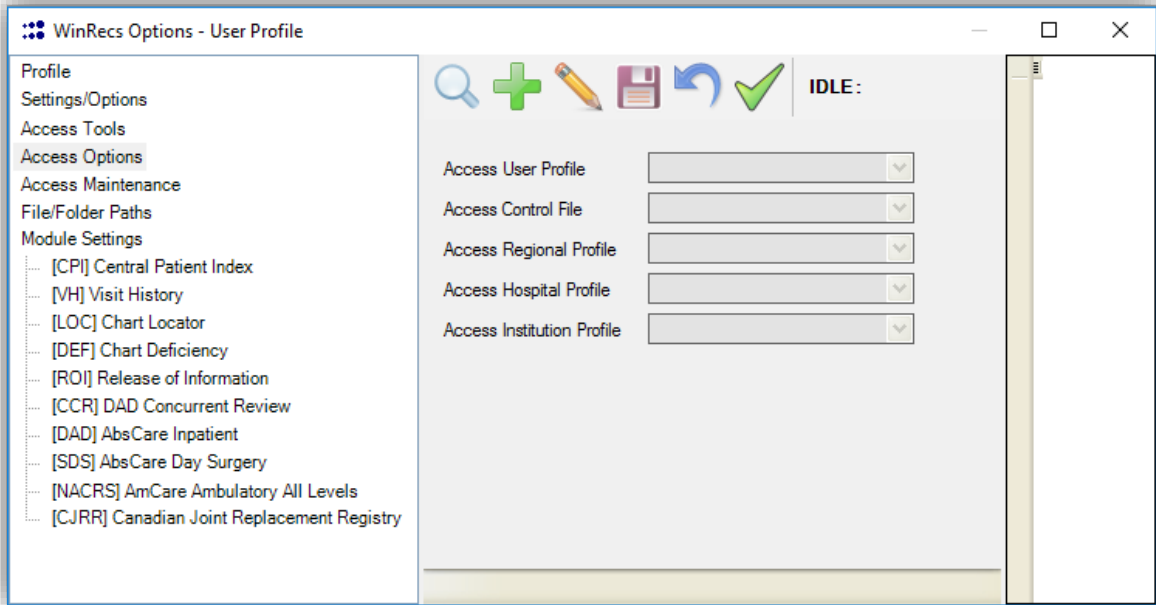 WinRecs Options - User Profile
Profile
Settings/Options
Access Tools
Access Options
Access Maintenance
File/Folder Paths
Module Settings
[CPI] Central Patient Index
[VH] Visit History
[LOC] Chart Locator
[DEF] Chart Deficiency
[ROI] Release of Information
[CCR] DAD Concurrent Review
[DAD] AbsCare Inpatient
[SDS] AbsCare Day Surgery
[NACRS] AmCare Ambulatory All Levels
[CJRR] Canadian Joint Replacement Registry
IDLE:
Access User Profile
Access Control File
Access Regional Profile
Access Hospital Profile
Access Institution Profile